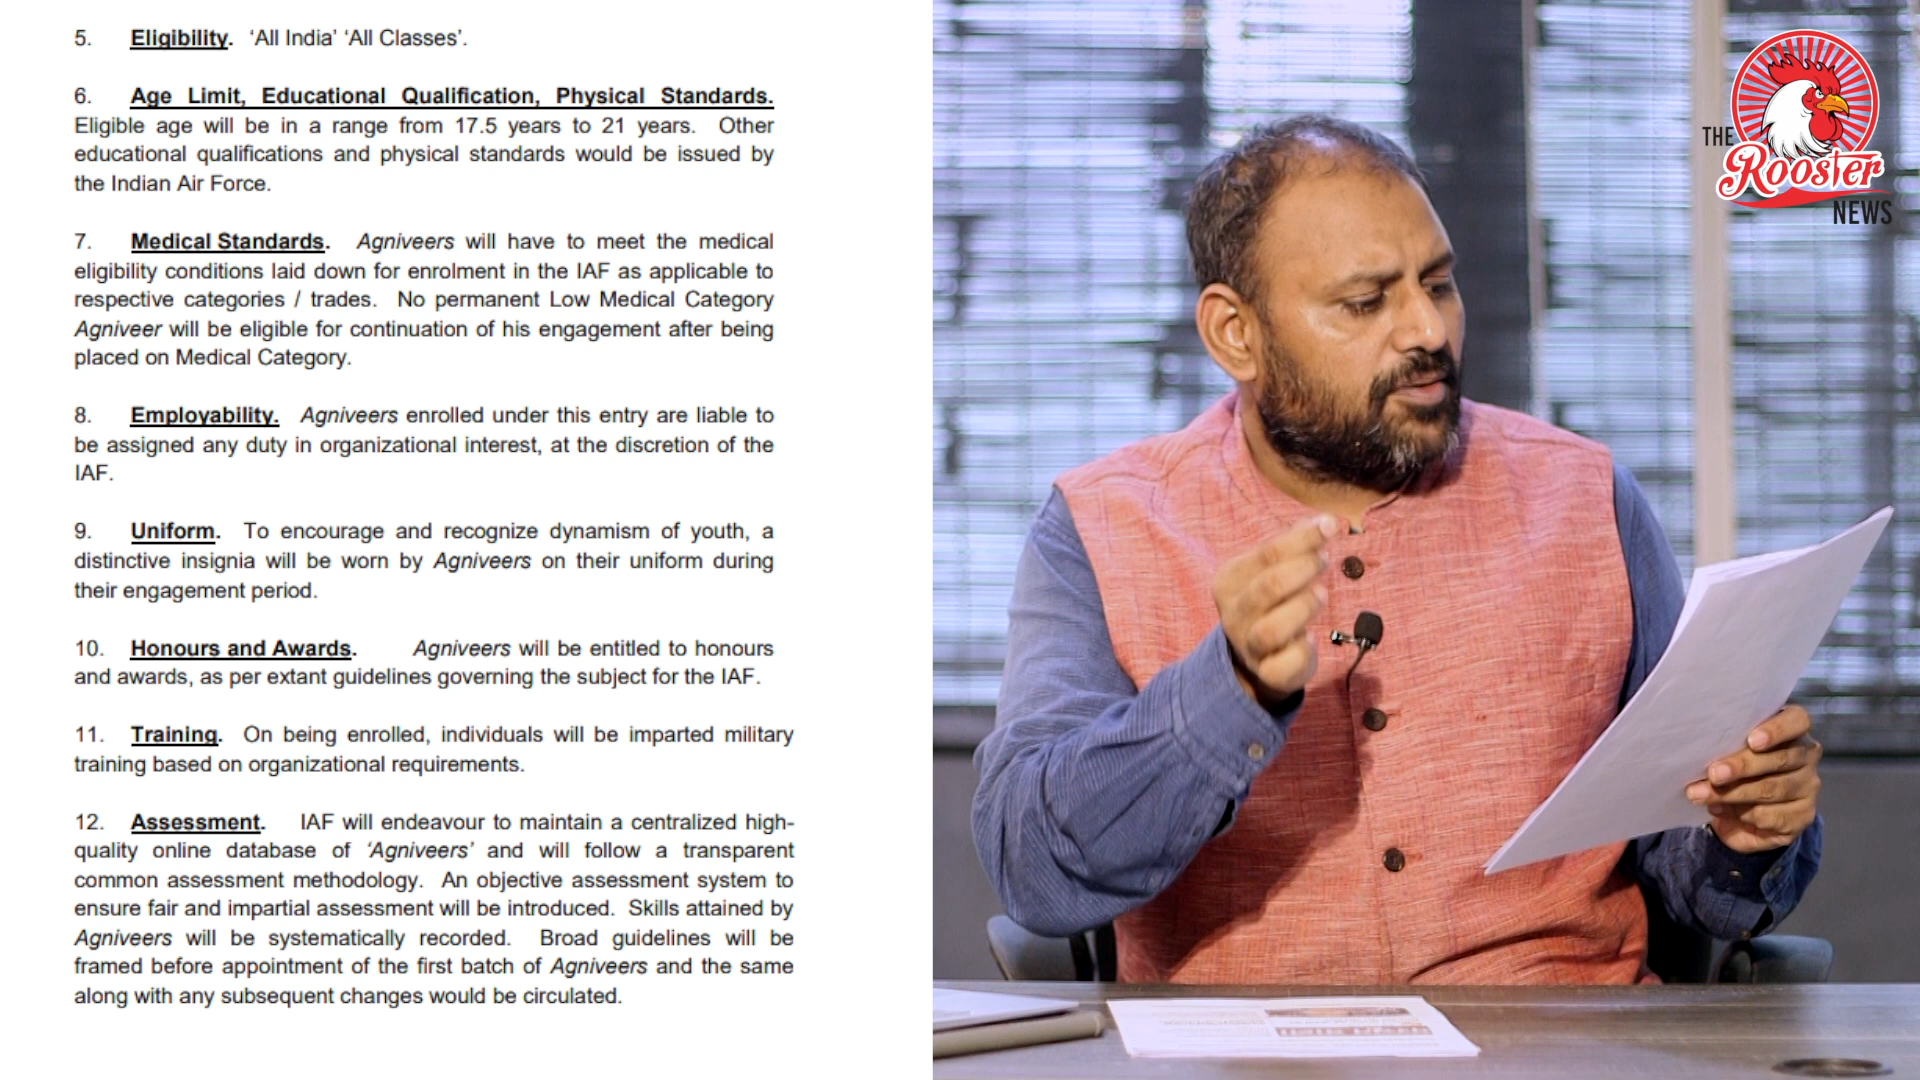 5. Eligibility. ‘All India’ ‘All Classes’.
6. Age Limit, Educational Qualification, Physical Standards.
Eligible age will be in a range from 17.5 years to 21 years. Other
educational qualifications and physical standards would be issued by
the Indian Air Force.
7. Medical Standards. Agniveers will have to meet the medical
eligibility conditions laid down for enrolment in the IAF as applicable to
respective categories / trades. No permanent Low Medical Category
Agniveer will be eligible for continuation of his engagement after being
placed on Medical Category.
8. Employability. Agniveers enrolled under this entry are liable to
be assigned any duty in organizational interest, at the discretion of the
IAF.
9. Uniform. To encourage and recognize dynamism of youth, a
distinctive insignia will be worn by Agniveers on their uniform during
their engagement period.
10. Honours and Awards. Agniveers will be entitled to honours
and awards, as per extant guidelines governing the subject for the IAF.
11. Training. On being enrolled, individuals will be imparted military
training based on organizational requirements.
12. Assessment. IAF will endeavour to maintain a centralized high-
quality online database of ‘Agniveers’ and will follow a transparent
common assessment methodology. An objective assessment system to
ensure fair and impartial assessment will be introduced. Skills attained by
Agniveers will be systematically recorded. Broad guidelines will be
framed before appointment of the first batch of Agniveers and the same
along with any subsequent changes would be circulated.
THE
Rooster
NEWS